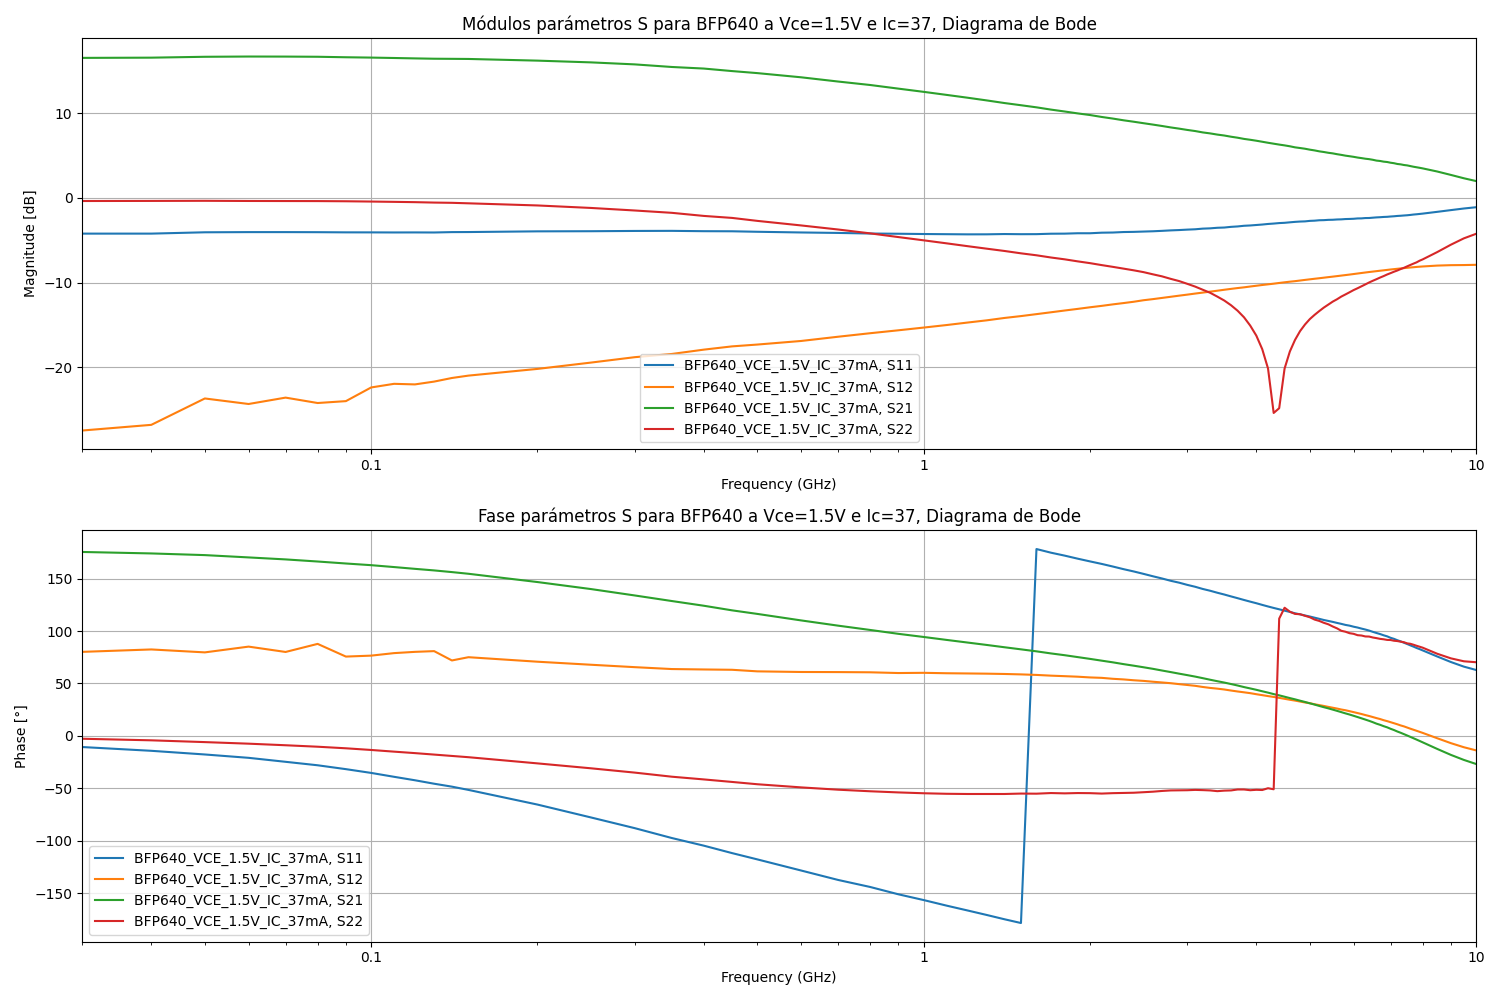 Módulos parámetros S para BFP640 a Vce=1.5V e Ic=37, Diagrama de Bode
Magnitude [dB]
10
0
−10
−20
BFP640_VCE_1.5V_IC_37mA, S11
BFP640_VCE_1.5V_IC_37mA, S12
BFP640_VCE_1.5V_IC_37mA, S21
BFP640_VCE_1.5V_IC_37mA, S22
0.1 1 10
Frequency (GHz)
Fase parámetros S para BFP640 a Vce=1.5V e Ic=37, Diagrama de Bode
Phase [°]
150
100
50
0
−50
−100
−150
BFP640_VCE_1.5V_IC_37mA, S11
BFP640_VCE_1.5V_IC_37mA, S12
BFP640_VCE_1.5V_IC_37mA, S21
BFP640_VCE_1.5V_IC_37mA, S22
0.1 1 10
Frequency (GHz)